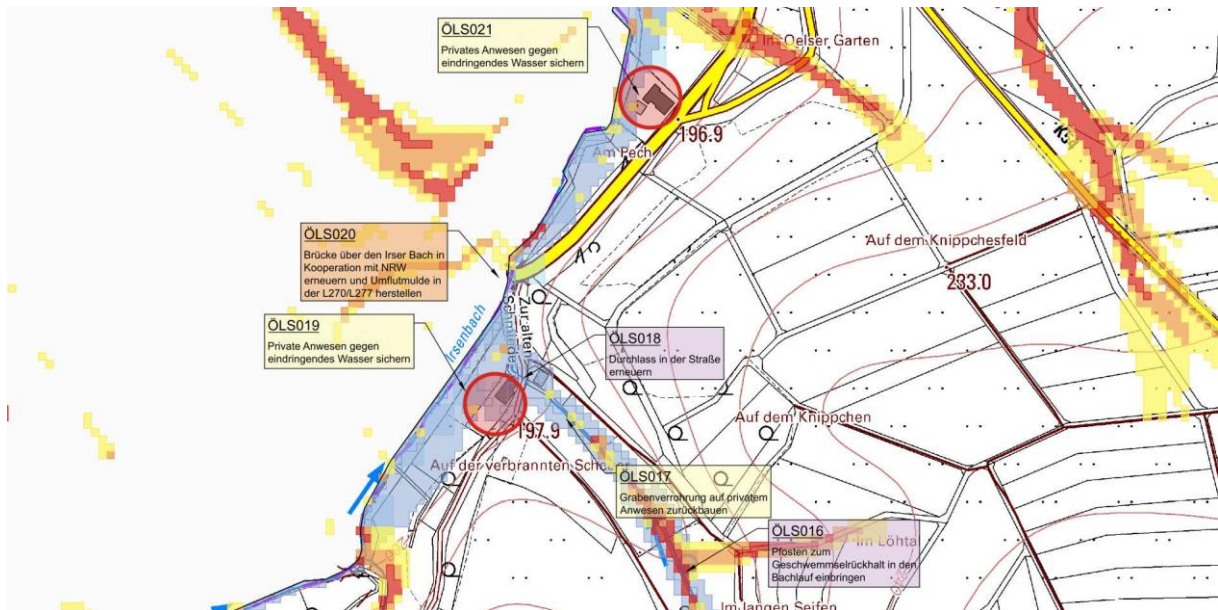 ÖLS021
Privates Anwesen gegen
eindringendes Wasser sichern
Im Oelser Garten
196.9
Am Pech
ÖLS020
Brücke über den Irser Bach in
Kooperation mit NRW
erneuern und Umflutmulde in
der L270/L277 herstellen
Auf dem Knippchesfeld
233.0
ÖLS019
Private Anwesen gegen
eindringendes Wasser sichern
Irsenbach
Zur alten
Schmiede
ÖLS018
Durchlass in der Straße
erneuern
Auf dem Knippchen
197.9
Auf der verbrannten Scheuer
ÖLS017
Grabenverrohrung auf privatem
Anwesen zurückbauen
ÖLS016
Pfosten zum
Geschwemmselrückhalt in den
Bachlauf einbringen
Im Löhtal
Im langen Seifen